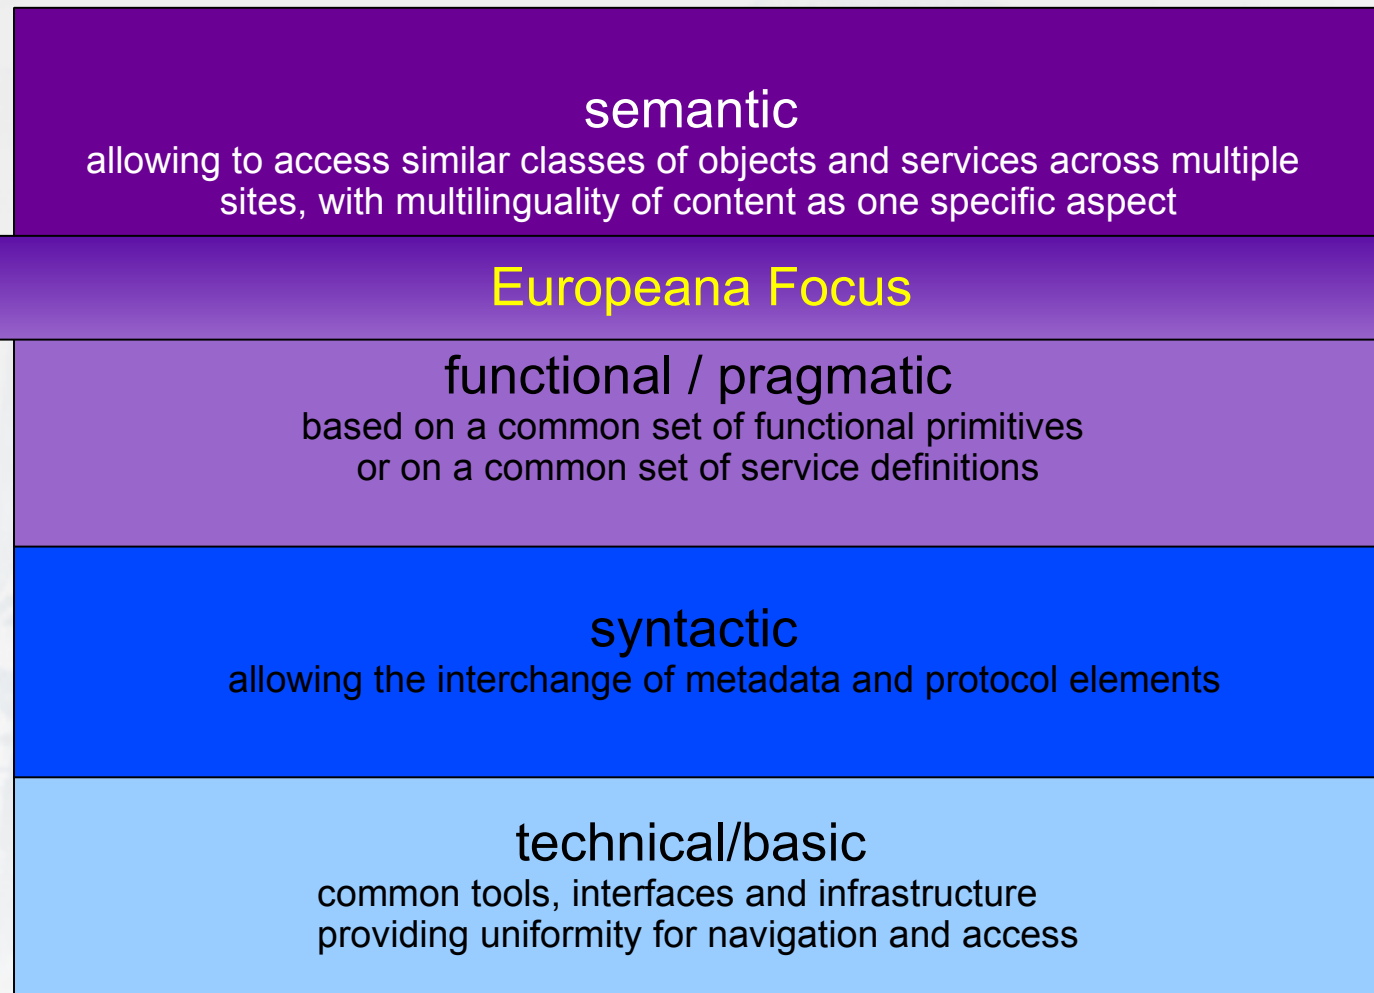 semantic
allowing to access similar classes of objects and services across multiple
sites, with multilinguality of content as one specific aspect
Europeana Focus
functional / pragmatic
based on a common set of functional primitives
or on a common set of service definitions
syntactic
allowing the interchange of metadata and protocol elements
technical/basic
common tools, interfaces and infrastructure
providing uniformity for navigation and access